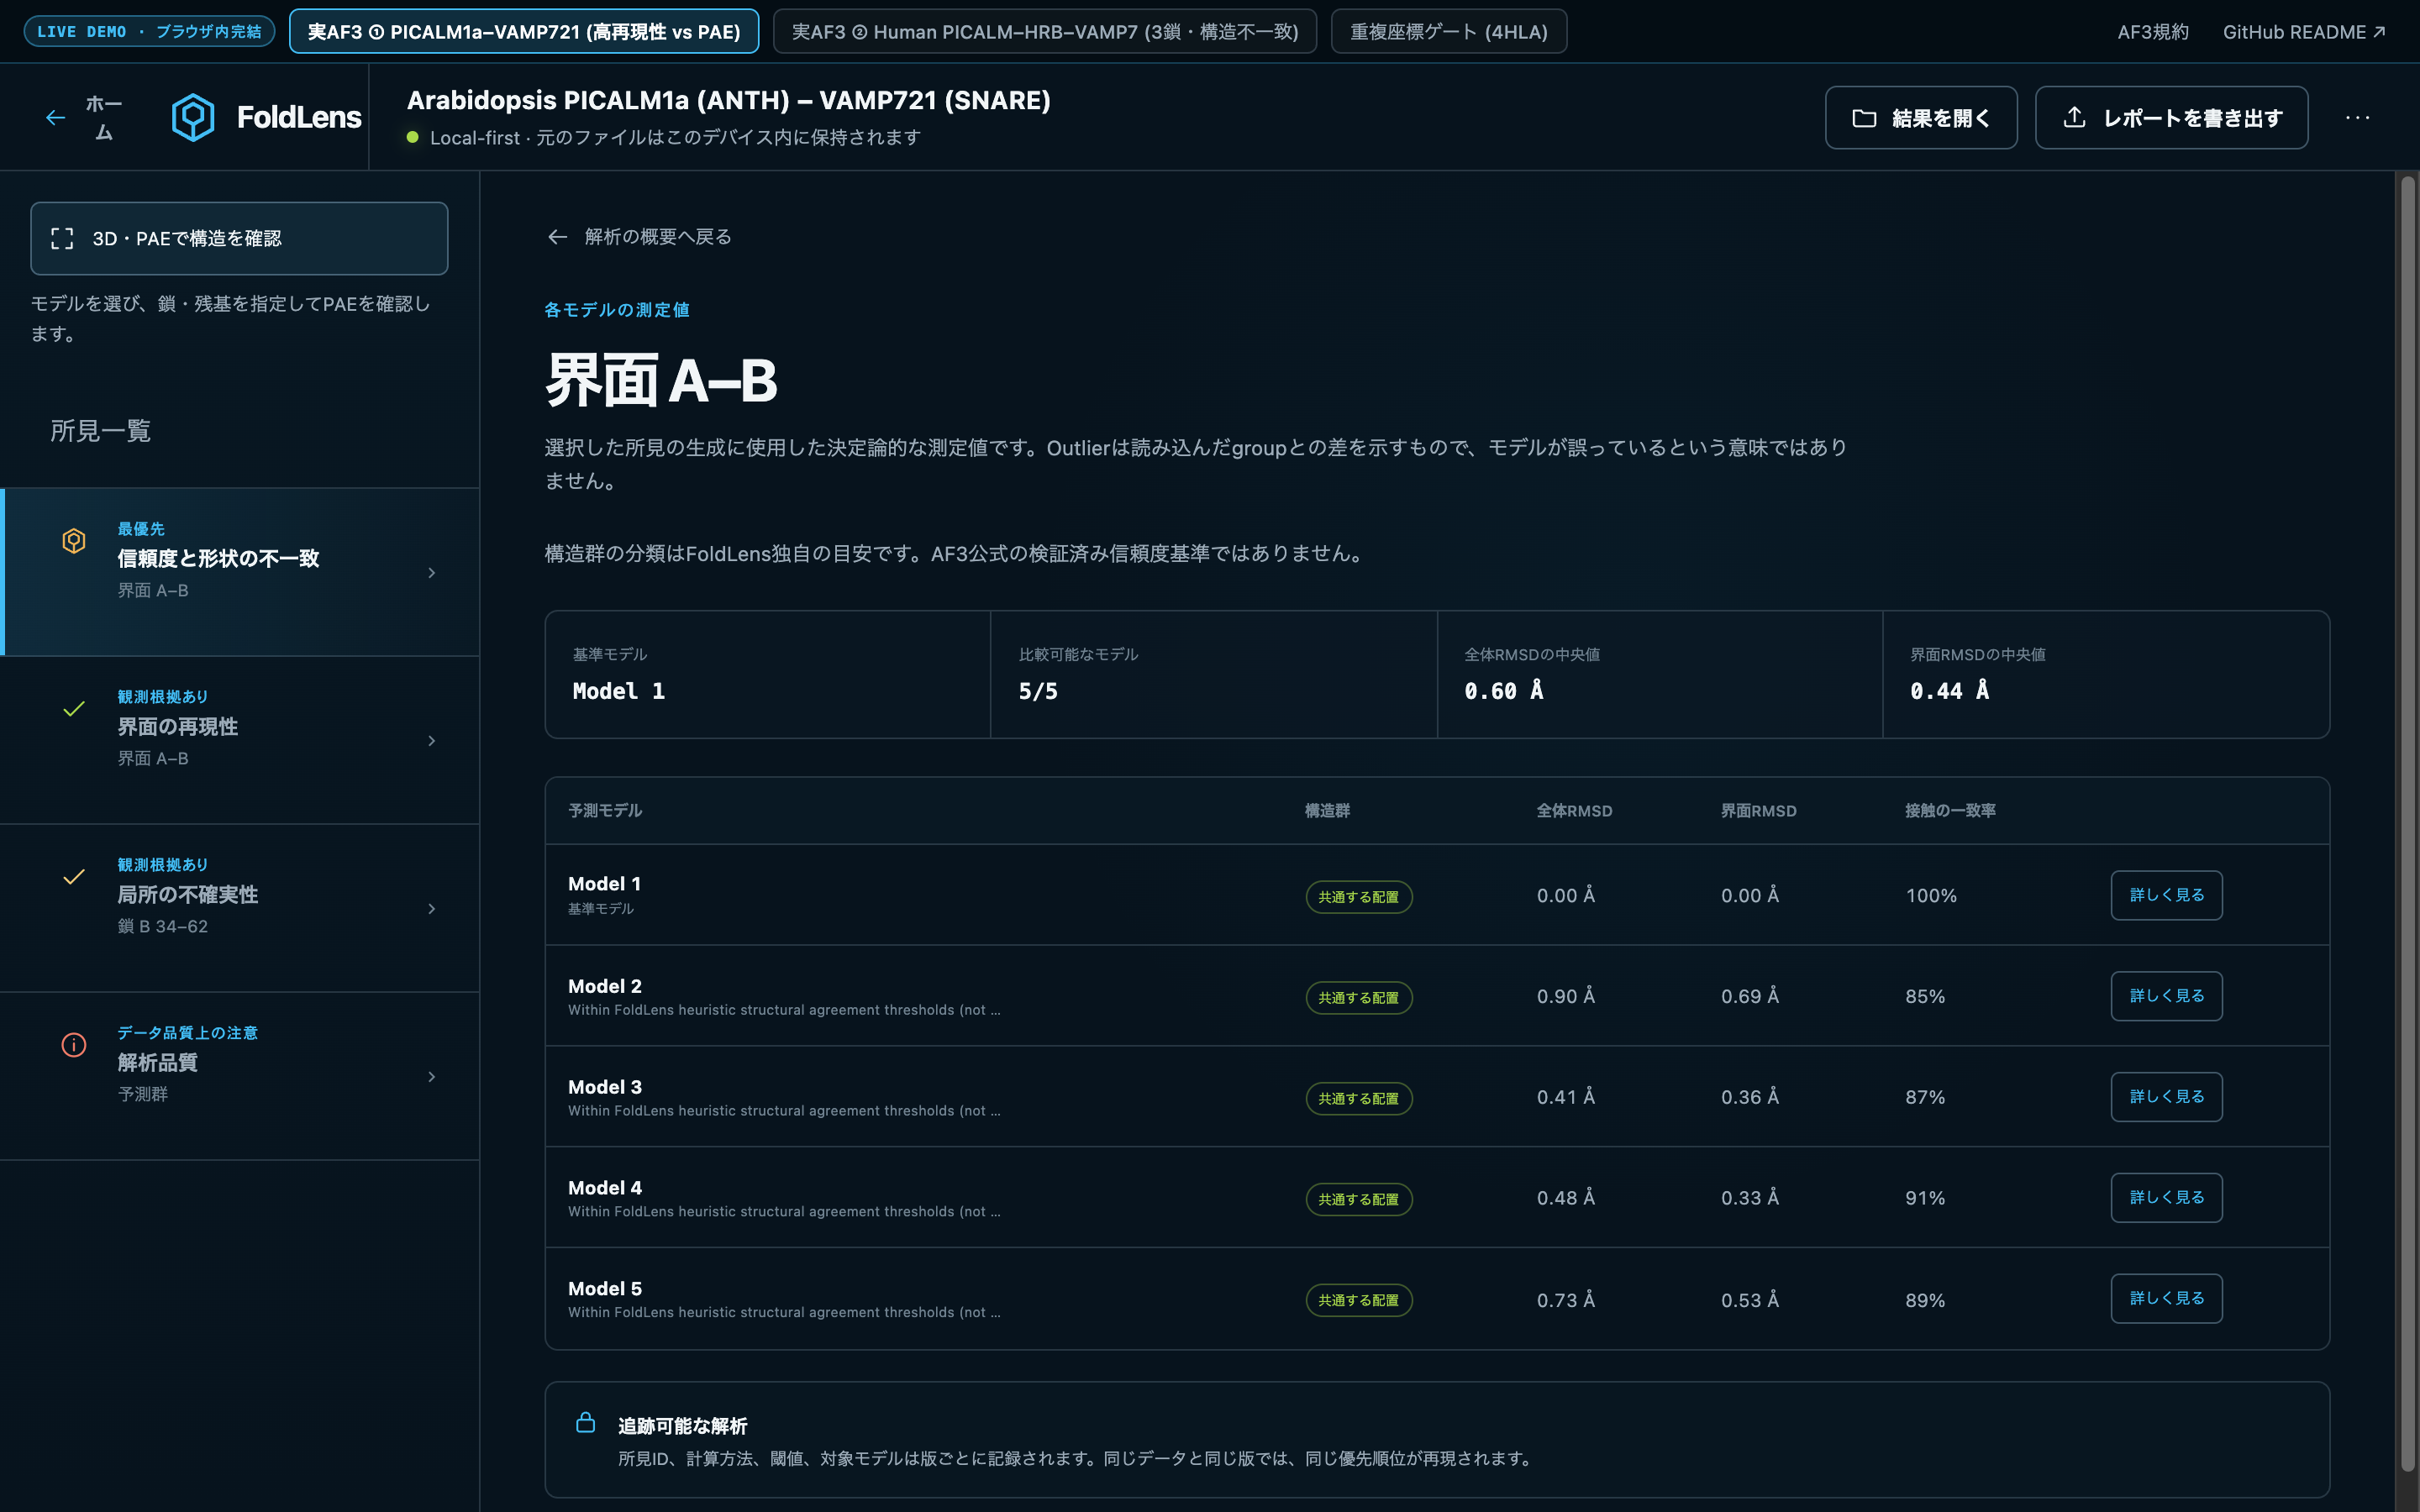 LIVE DEMO · ブラウザ内完結
実AF3 ① PICALM1a–VAMP721 (高再現性 vs PAE)
実AF3 ② Human PICALM–HRB–VAMP7 (3鎖・構造不一致)
重複座標ゲート (4HLA)
AF3規約
GitHub README ↗
← ホー
ム
FoldLens
Arabidopsis PICALM1a (ANTH) – VAMP721 (SNARE)
Local-first · 元のファイルはこのデバイス内に保持されます
結果を開く
レポートを書き出す
…
3D・PAEで構造を確認
モデルを選び、鎖・残基を指定してPAEを確認し
ます。
所見一覧
最優先
信頼度と形状の不一致
界面 A–B
観測根拠あり
界面の再現性
界面 A–B
観測根拠あり
局所の不確実性
鎖 B 34–62
データ品質上の注意
解析品質
予測群
← 解析の概要へ戻る
各モデルの測定値
界面 A–B
選択した所見の生成に使用した決定論的な測定値です。Outlierは読み込んだgroupとの差を示すもので、モデルが誤っているという意味ではあり
ません。
構造群の分類はFoldLens独自の目安です。AF3公式の検証済み信頼度基準ではありません。
基準モデル
Model 1
比較可能なモデル
5/5
全体RMSDの中央値
0.60 Å
界面RMSDの中央値
0.44 Å
予測モデル 構造群 全体RMSD 界面RMSD 接触の一致率
Model 1
基準モデル
共通する配置 0.00 Å 0.00 Å 100% 詳しく見る
Model 2
Within FoldLens heuristic structural agreement thresholds (not ...
共通する配置 0.90 Å 0.69 Å 85% 詳しく見る
Model 3
Within FoldLens heuristic structural agreement thresholds (not ...
共通する配置 0.41 Å 0.36 Å 87% 詳しく見る
Model 4
Within FoldLens heuristic structural agreement thresholds (not ...
共通する配置 0.48 Å 0.33 Å 91% 詳しく見る
Model 5
Within FoldLens heuristic structural agreement thresholds (not ...
共通する配置 0.73 Å 0.53 Å 89% 詳しく見る
追跡可能な解析
所見ID、計算方法、閾値、対象モデルは版ごとに記録されます。同じデータと同じ版では、同じ優先順位が再現されます。